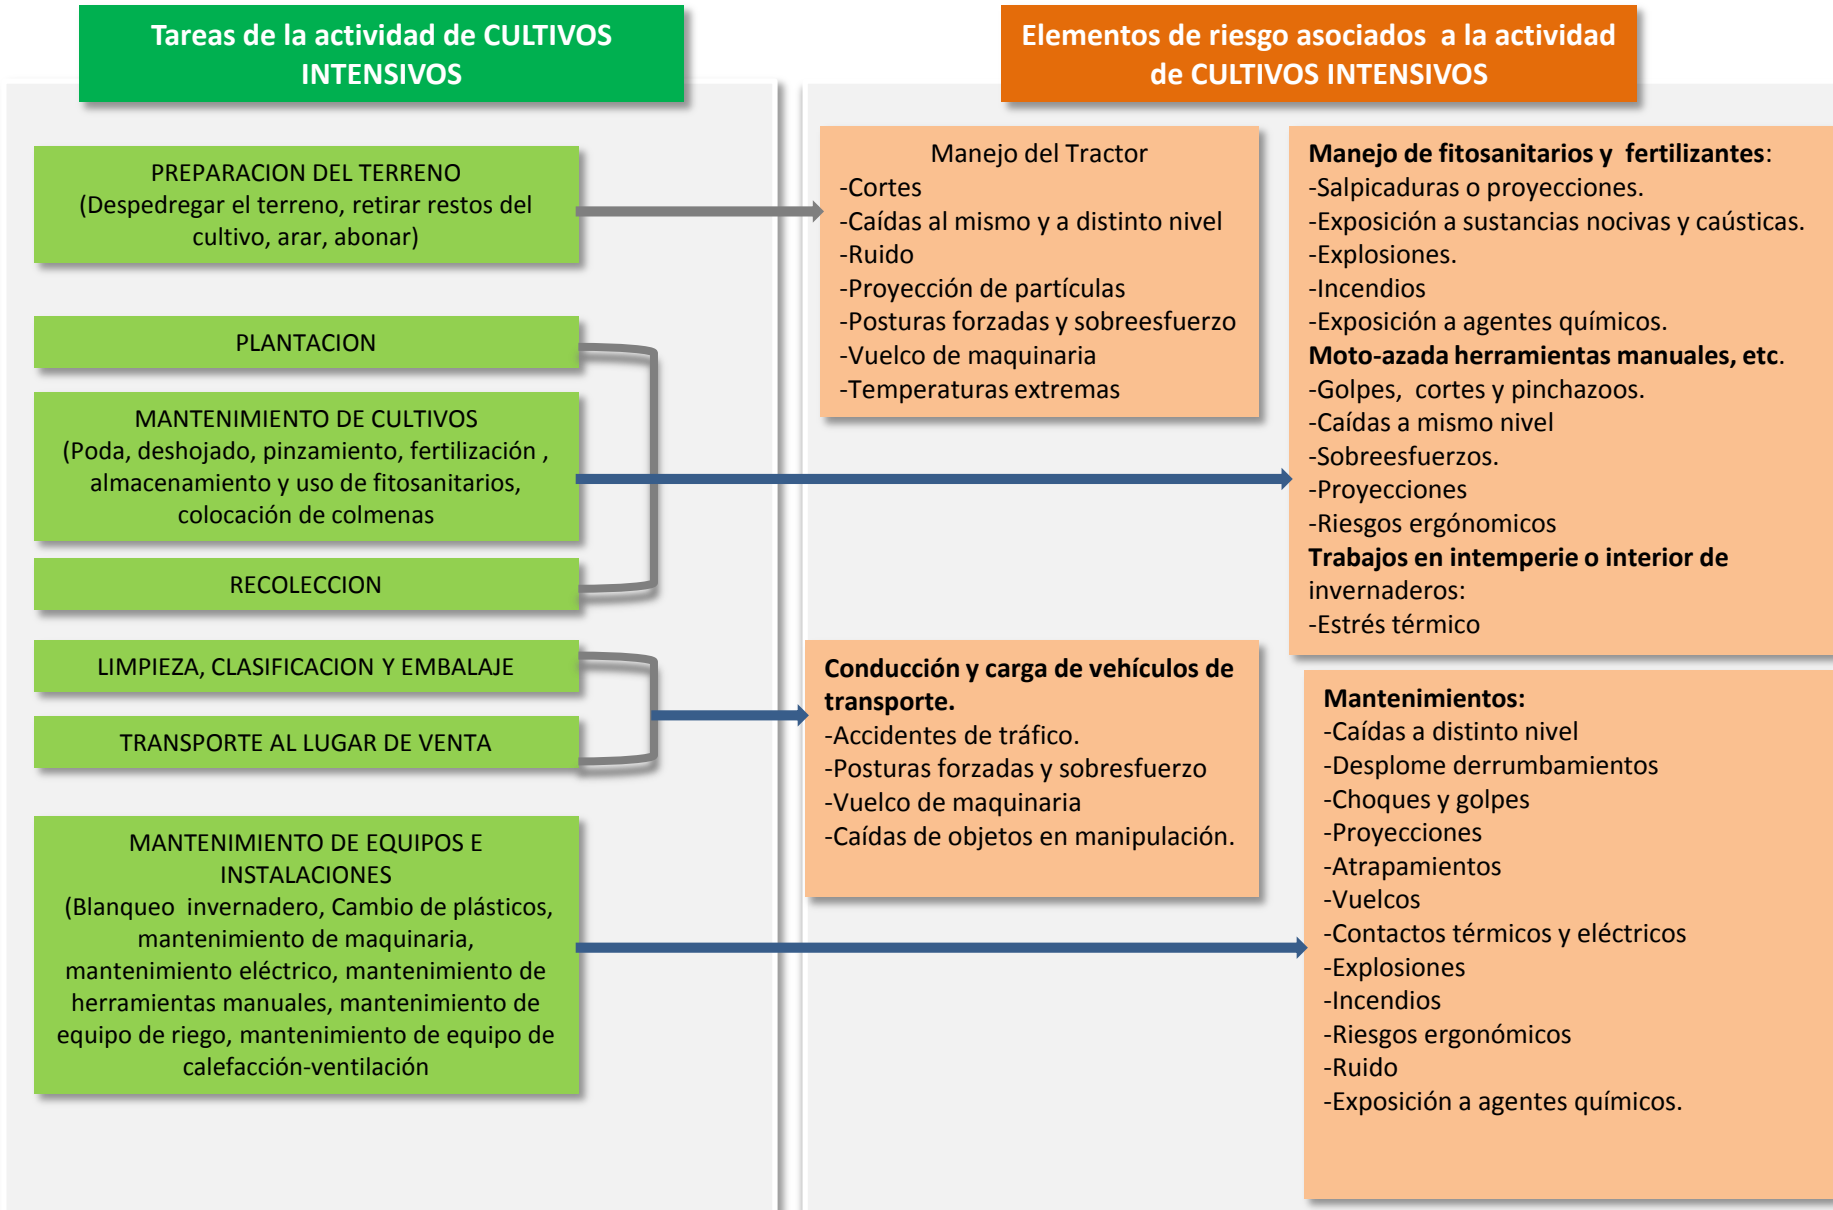 Tareas de la actividad de CULTIVOS
INTENSIVOS
PREPARACION DEL TERRENO
(Despedregar el terreno, retirar restos del
cultivo, arar, abonar)
PLANTACION
MANTENIMIENTO DE CULTIVOS
(Poda, deshojado, pinzamiento, fertilización ,
almacenamiento y uso de fitosanitarios,
colocación de colmenas
RECOLECCION
LIMPIEZA, CLASIFICACION Y EMBALAJE
TRANSPORTE AL LUGAR DE VENTA
MANTENIMIENTO DE EQUIPOS E
INSTALACIONES
(Blanqueo invernadero, Cambio de plásticos,
mantenimiento de maquinaria,
mantenimiento eléctrico, mantenimiento de
herramientas manuales, mantenimiento de
equipo de riego, mantenimiento de equipo de
calefacción-ventilación
Elementos de riesgo asociados a la actividad
de CULTIVOS INTENSIVOS
Manejo del Tractor
-Cortes
-Caídas al mismo y a distinto nivel
-Ruido
-Proyección de partículas
-Posturas forzadas y sobreesfuerzo
-Vuelco de maquinaria
-Temperaturas extremas
Manejo de fitosanitarios y fertilizantes:
-Salpicaduras o proyecciones.
-Exposición a sustancias nocivas y caústicas.
-Explosiones.
-Incendios
-Exposición a agentes químicos.
Moto-azada herramientas manuales, etc.
-Golpes, cortes y pinchazoos.
-Caídas a mismo nivel
-Sobreesfuerzos.
-Proyecciones
-Riesgos ergónomicos
Trabajos en intemperie o interior de
invernaderos:
-Estrés térmico
Conducción y carga de vehículos de
transporte.
-Accidentes de tráfico.
-Posturas forzadas y sobresfuerzo
-Vuelco de maquinaria
-Caídas de objetos en manipulación.
Mantenimientos:
-Caídas a distinto nivel
-Desplome derrumbamientos
-Choques y golpes
-Proyecciones
-Atrapamientos
-Vuelcos
-Contactos térmicos y eléctricos
-Explosiones
-Incendios
-Riesgos ergonómicos
-Ruido
-Exposición a agentes químicos.